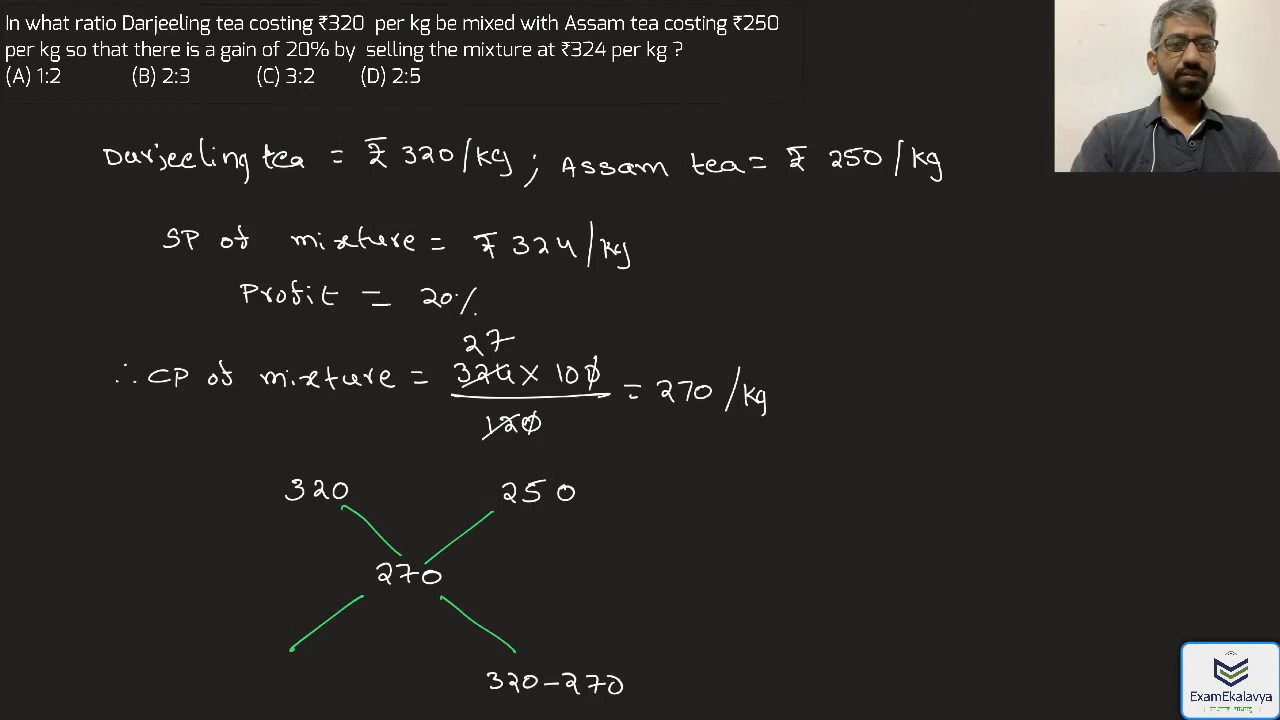 In what ratio Darjeeling tea costing ₹320 per kg be mixed with Assam tea costing ₹250
per kg so that there is a gain of 20% by selling the mixture at ₹324 per kg ?
(A) 1:2 (B) 2:3 (C) 3:2 (D) 2:5
Darjeeling tea = ₹ 320/kg ; Assam tea = ₹ 250/kg
SP of mixture = ₹ 324/kg
Profit = 20%
27
∴ CP of mixture = 324 × 100 = 270/kg
120
320 250
270
320-270
ExamEkalavya